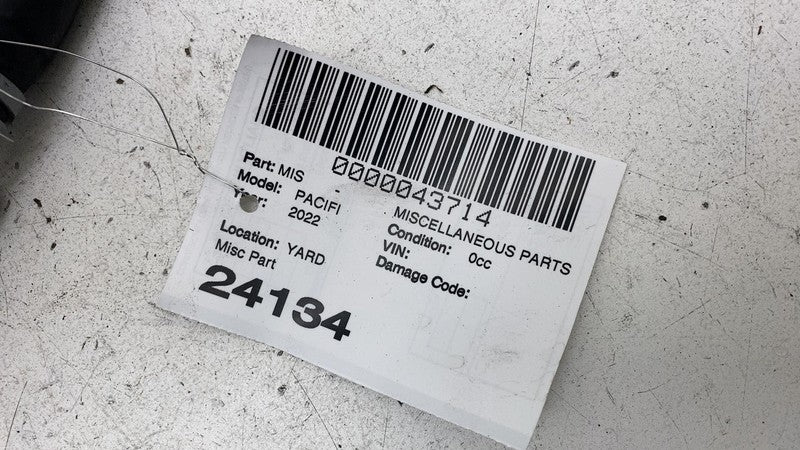 0000043714
Part: MIS MISCELLANEOUS PARTS
Model: PACIFI Condition: 0cc
Year: 2022 VIN:
Damage Code:
Location: YARD
Misc Part
24134